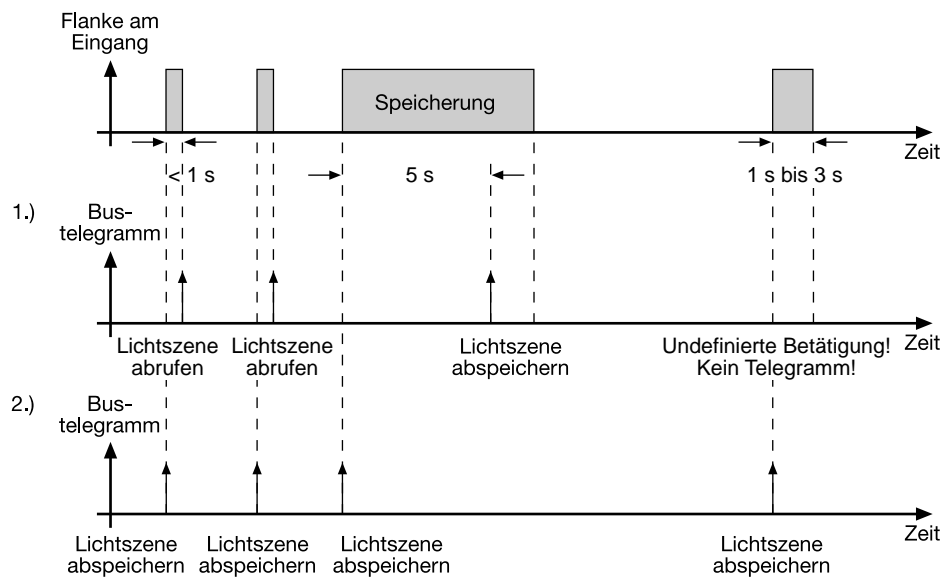 Flanke am
Eingang
Speicherung
Zeit
< 1 s
5 s
1 s bis 3 s
1.)
Bus-
telegramm
Zeit
Lichtszene
abrufen
Lichtszene
abrufen
Lichtszene
abspeichern
Undefinierte Betätigung!
Kein Telegramm!
2.)
Bus-
telegramm
Zeit
Lichtszene
abspeichern
Lichtszene
abspeichern
Lichtszene
abspeichern
Lichtszene
abspeichern